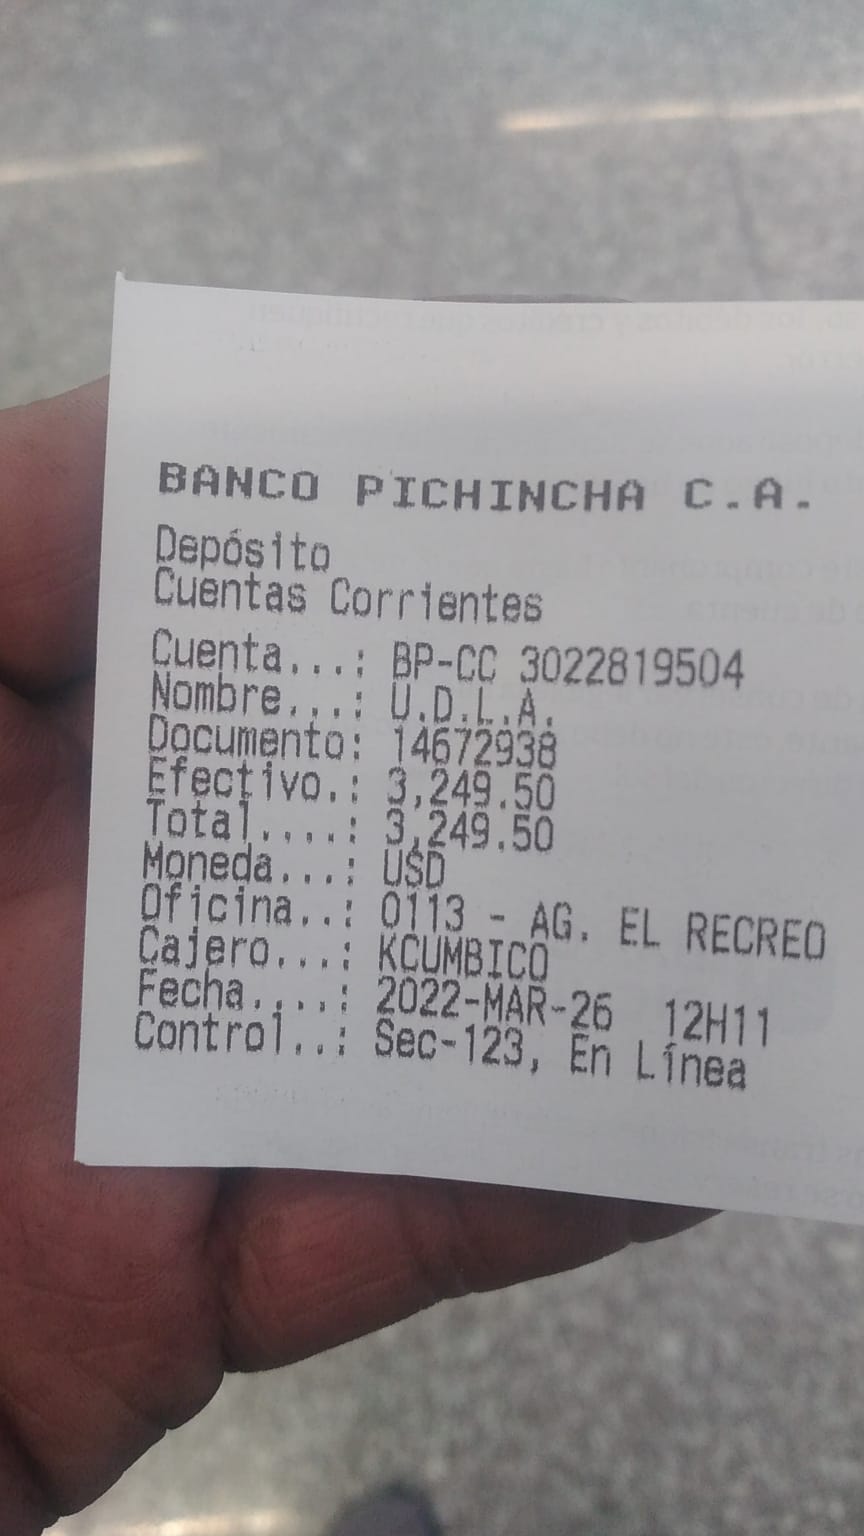 BANCO PICHINCHA C.A.
Depósito
Cuentas Corrientes
Cuenta...: BP-CC 3022819504
Nombre...: U.D.L.A.
Documento: 14672938
Efectivo.: 3,249.50
Total....: 3,249.50
Moneda...: USD
Oficina..: 0113 - AG. EL RECREO
Cajero...: KCUMBICO
Fecha....: 2022-MAR-26 12H11
Control..: Sec-123, En Línea